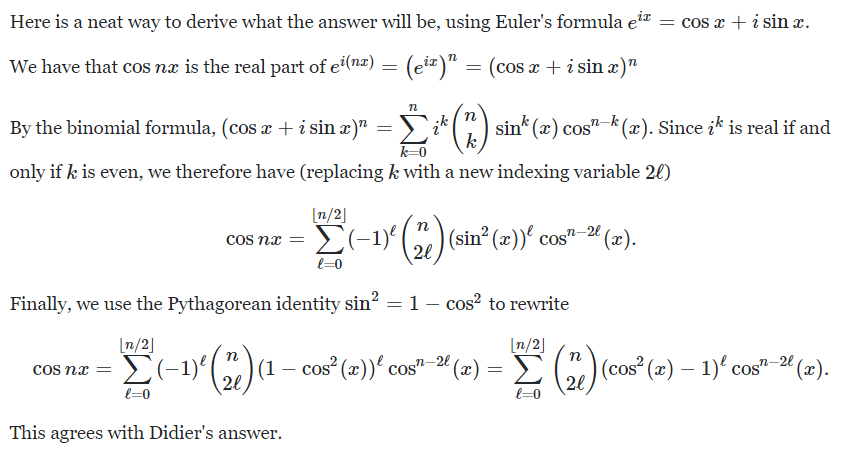 Here is a neat way to derive what the answer will be, using Euler's formula $e^{ix} = \cos x + i \sin x$.
We have that $\cos nx$ is the real part of $e^{i(nx)} = (e^{ix})^n = (\cos x + i \sin x)^n$
By the binomial formula, $(\cos x + i \sin x)^n = \sum_{k=0}^{n} i^k \binom{n}{k} \sin^k(x) \cos^{n-k}(x)$. Since $i^k$ is real if and
only if $k$ is even, we therefore have (replacing $k$ with a new indexing variable $2\ell$)
$\cos nx = \sum_{\ell=0}^{\lfloor n/2 \rfloor} (-1)^\ell \binom{n}{2\ell} (\sin^2(x))^\ell \cos^{n-2\ell}(x).$
Finally, we use the Pythagorean identity $\sin^2 = 1 - \cos^2$ to rewrite
$\cos nx = \sum_{\ell=0}^{\lfloor n/2 \rfloor} (-1)^\ell \binom{n}{2\ell} (1 - \cos^2(x))^\ell \cos^{n-2\ell}(x) = \sum_{\ell=0}^{\lfloor n/2 \rfloor} \binom{n}{2\ell} (\cos^2(x) - 1)^\ell \cos^{n-2\ell}(x).$
This agrees with Didier's answer.